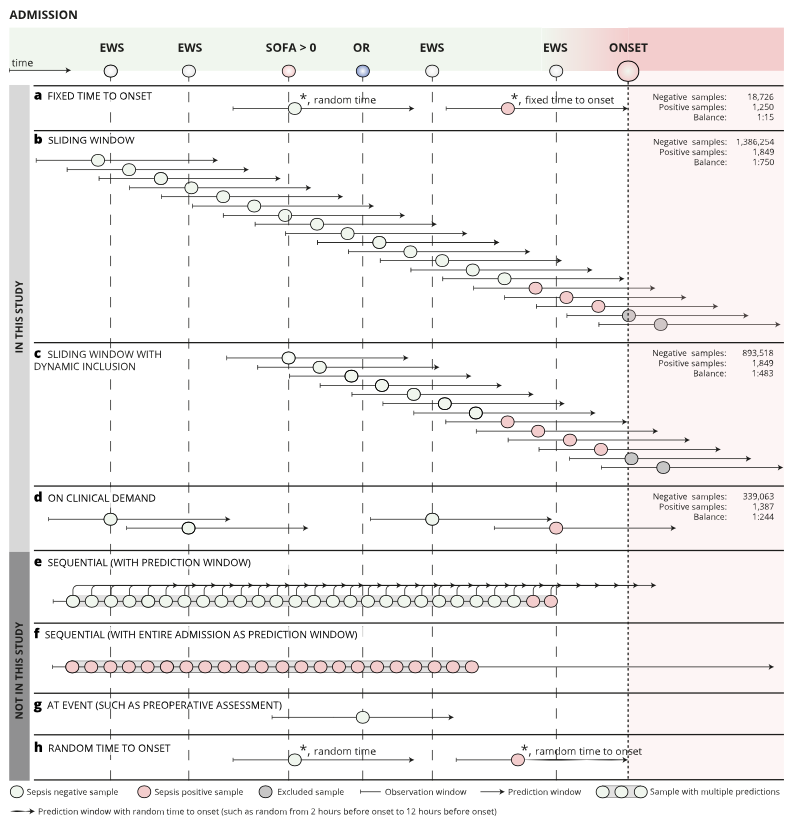 ADMISSION
EWS EWS SOFA > 0 OR EWS EWS ONSET
time
a FIXED TIME TO ONSET
*, random time
*, fixed time to onset
Negative samples: 18,726
Positive samples: 1,250
Balance: 1:15
b SLIDING WINDOW
Negative samples: 1,386,254
Positive samples: 1,849
Balance: 1:750
IN THIS STUDY
c SLIDING WINDOW WITH
DYNAMIC INCLUSION
Negative samples: 893,518
Positive samples: 1,849
Balance: 1:483
d ON CLINICAL DEMAND
Negative samples: 339,063
Positive samples: 1,387
Balance: 1:244
NOT IN THIS STUDY
e SEQUENTIAL (WITH PREDICTION WINDOW)
f SEQUENTIAL (WITH ENTIRE ADMISSION AS PREDICTION WINDOW)
g AT EVENT (SUCH AS PREOPERATIVE ASSESSMENT)
h RANDOM TIME TO ONSET
*, random time
*, ramdom time to onset
Sepsis negative sample Sepsis positive sample Excluded sample Observation window Prediction window Sample with multiple predictions
Prediction window with random time to onset (such as random from 2 hours before onset to 12 hours before onset)